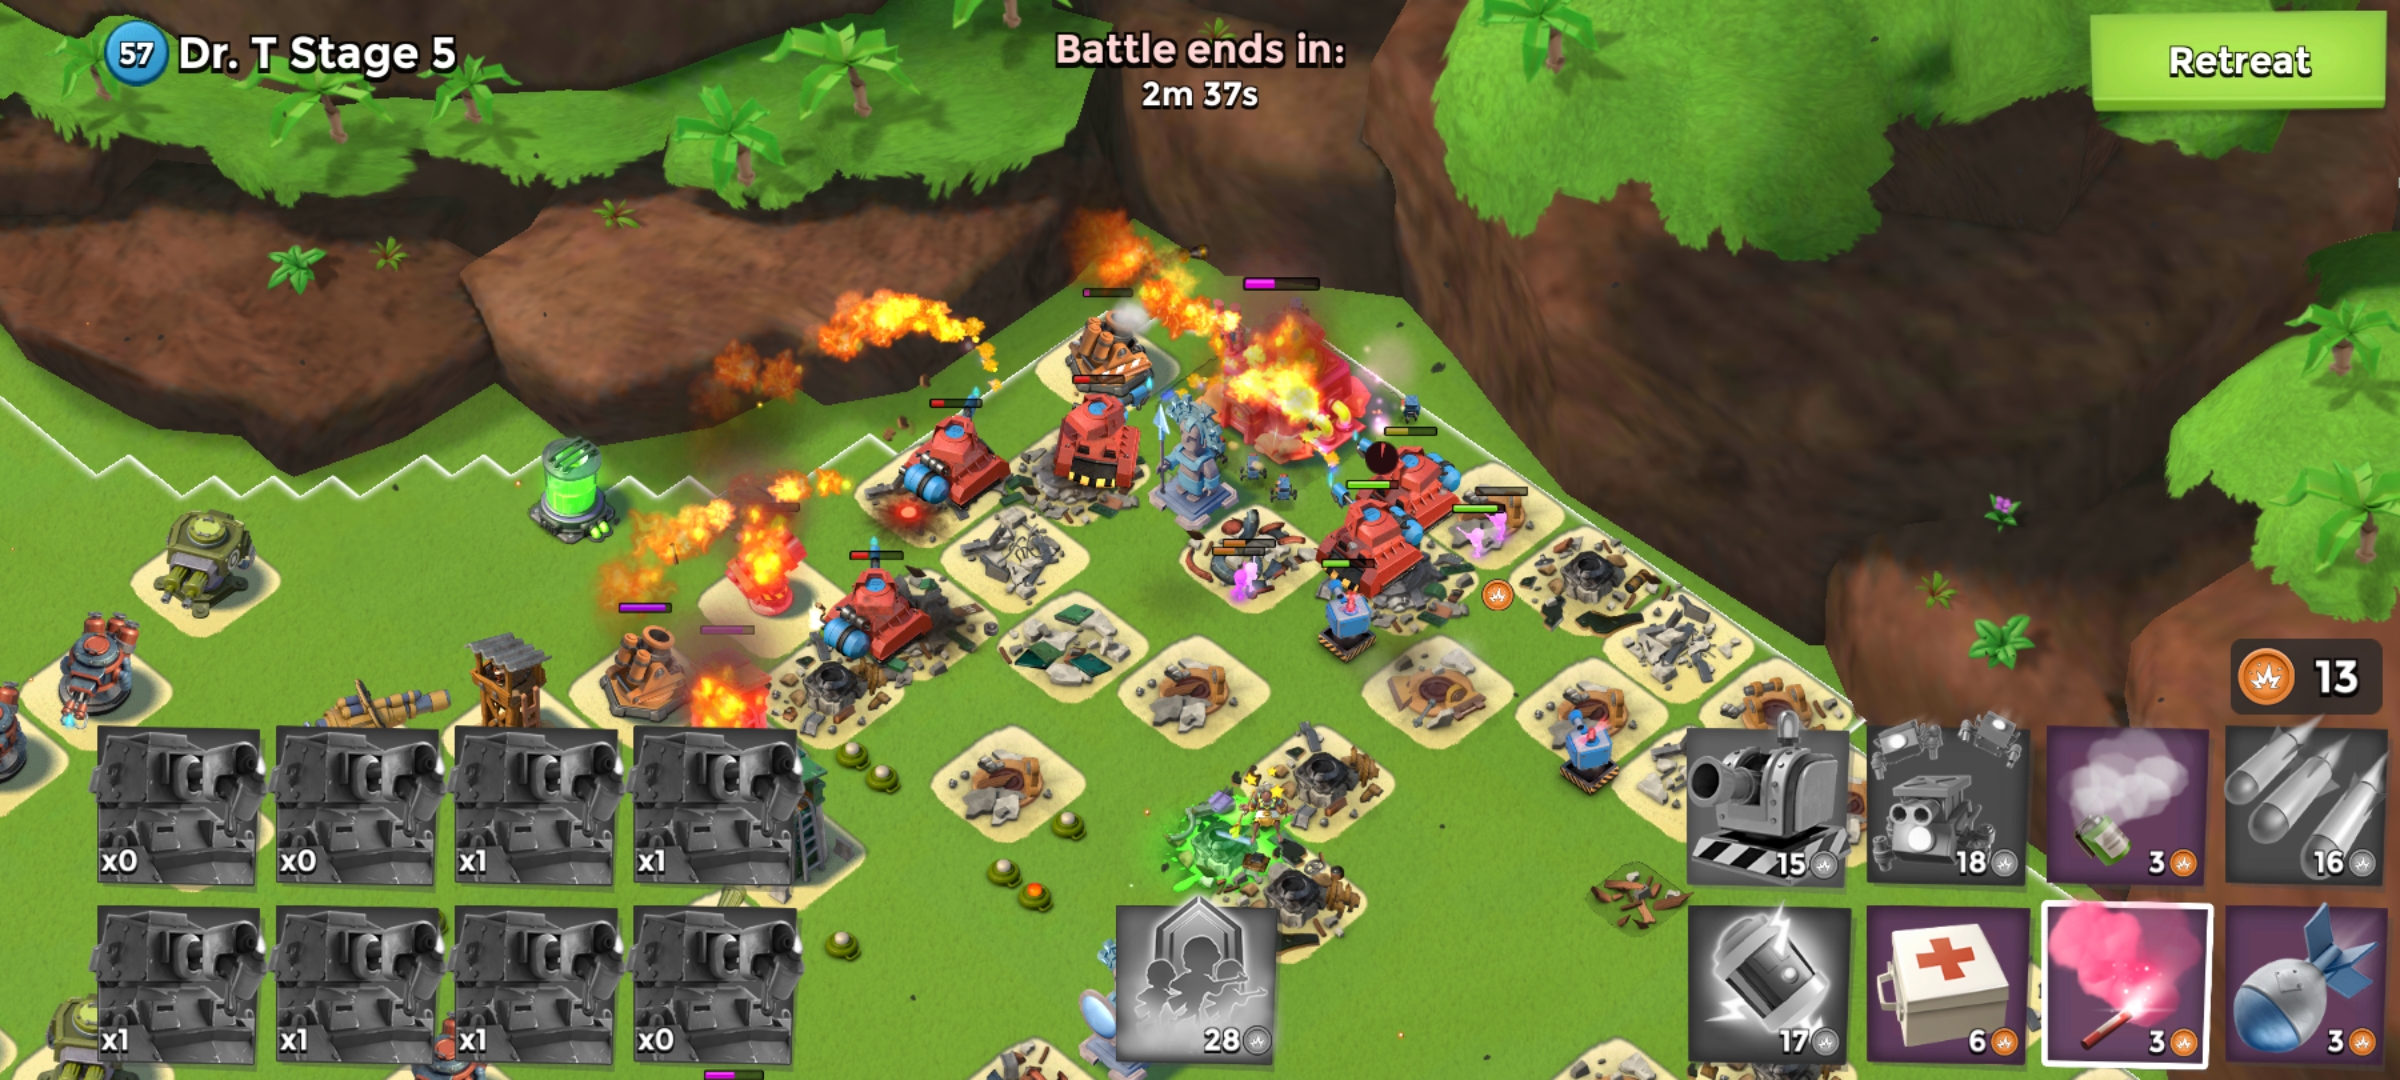 57 Dr. T Stage 5
Battle ends in:
2m 37s
Retreat
13
x0
x0
x1
x1
15
18
3
16
x1
x1
x1
x0
28
17
6
3
3